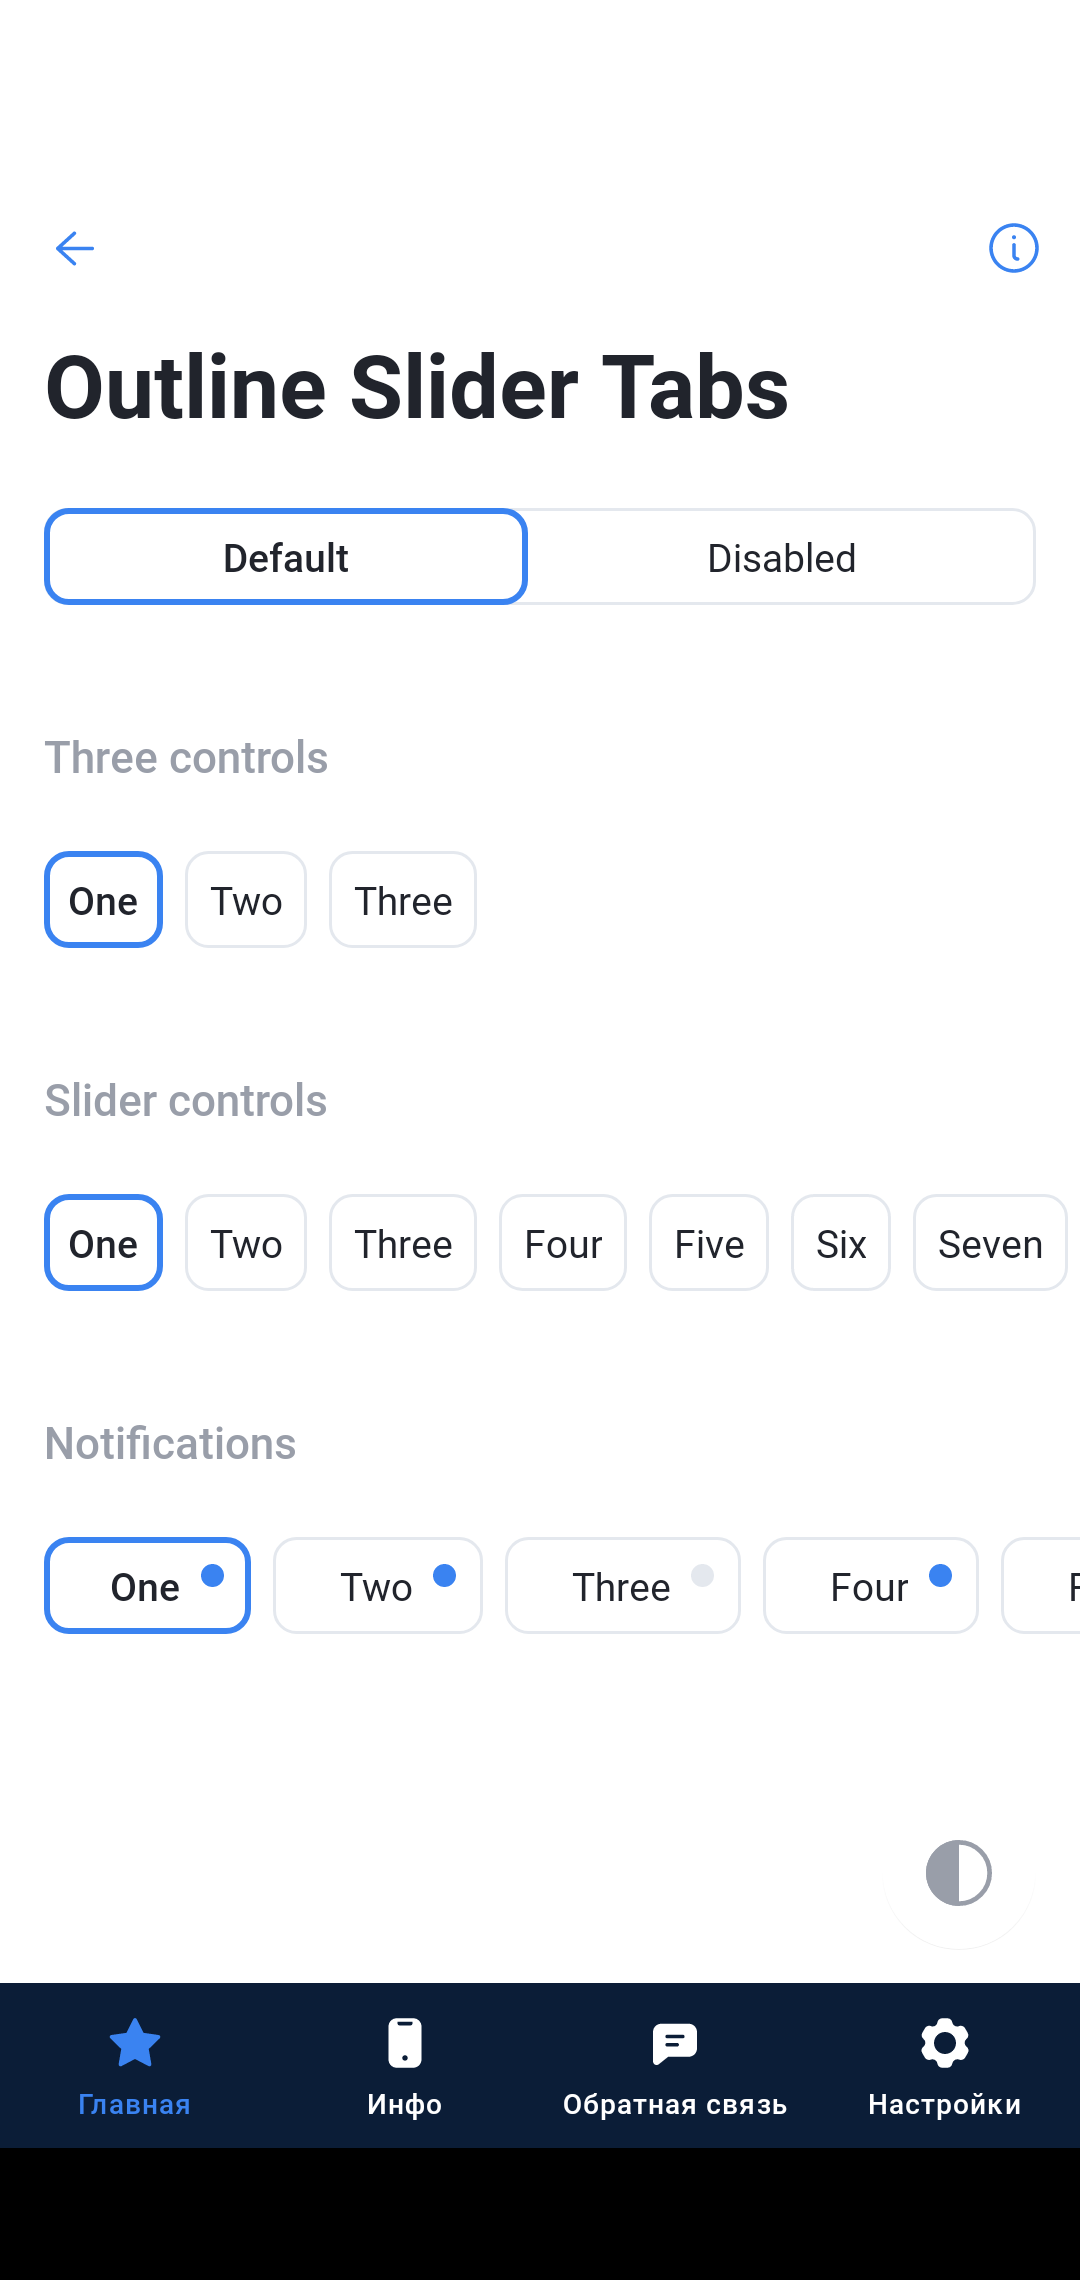 Outline Slider Tabs
Default Disabled
Three controls
One Two Three
Slider controls
One Two Three Four Five Six Seven
Notifications
One Two Three Four
Главная Инфо Обратная связь Настройки